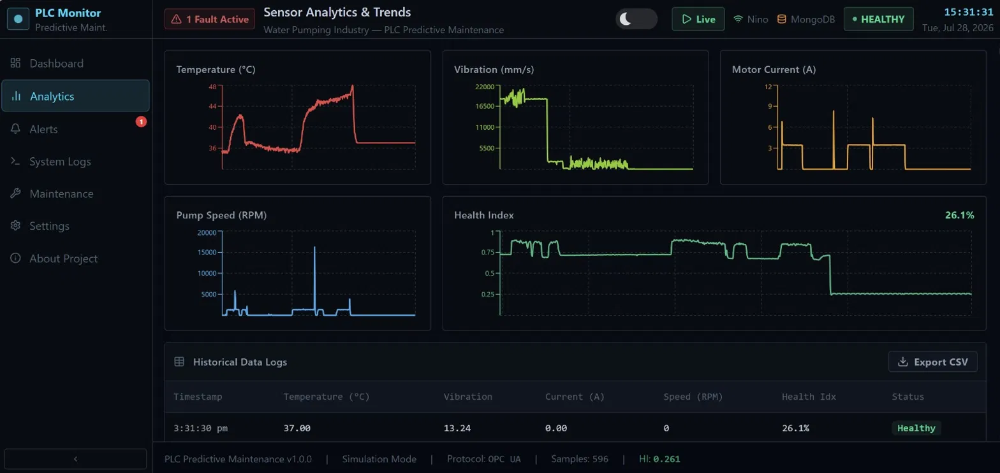 PLC Monitor
Predictive Maint.
1 Fault Active
Sensor Analytics & Trends
Water Pumping Industry — PLC Predictive Maintenance
Live
Nino
MongoDB
HEALTHY
15:31:31
Tue, Jul 28, 2026
Dashboard
Analytics
Alerts
1
System Logs
Maintenance
Settings
About Project
Temperature (°C)
48
44
40
36
Vibration (mm/s)
22000
16500
11000
5500
Motor Current (A)
12
9
6
3
Pump Speed (RPM)
20000
15000
10000
5000
Health Index
26.1%
1
0.75
0.5
0.25
Historical Data Logs
Export CSV
Timestamp Temperature (°C) Vibration Current (A) Speed (RPM) Health Idx Status
3:31:30 pm 37.00 13.24 0.00 0 26.1% Healthy
PLC Predictive Maintenance v1.0.0 | Simulation Mode | Protocol: OPC UA | Samples: 596 | HI: 0.261